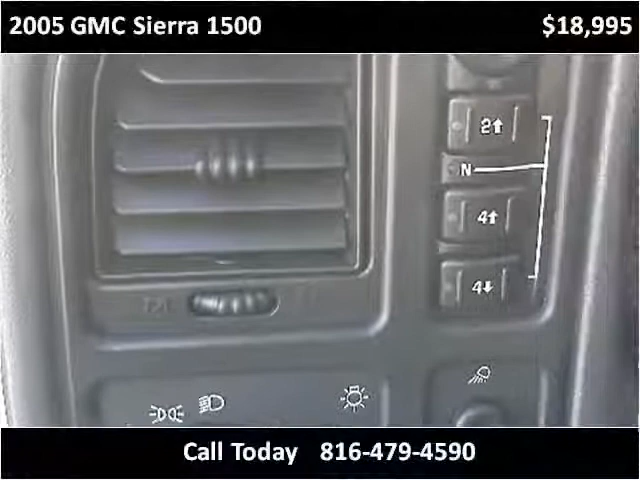 2005 GMC Sierra 1500 $18,995
2↑
N
4↑
4↓
Call Today 816-479-4590